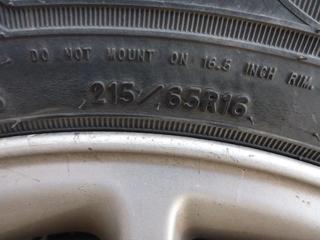 DO NOT MOUNT ON 16.5 INCH RIM.
215/65R16